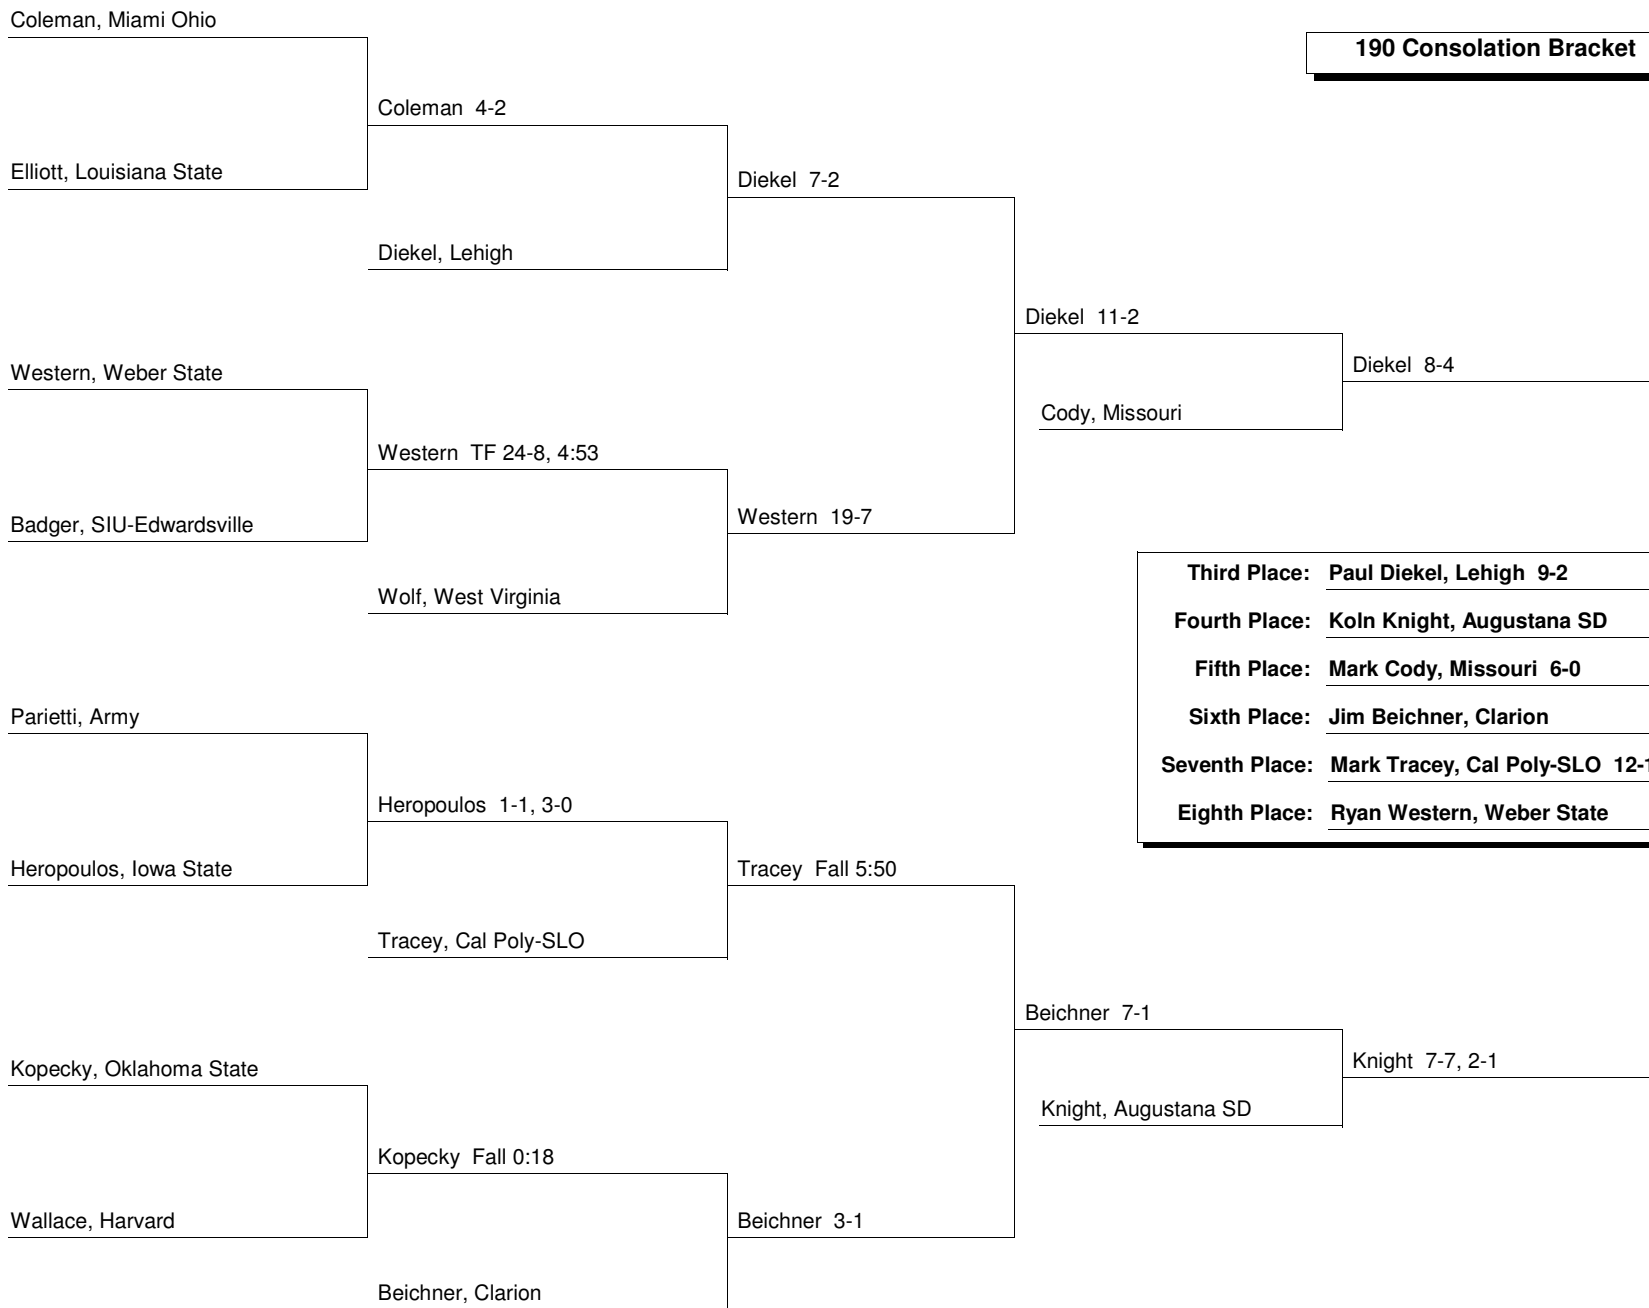 Coleman, Miami Ohio
190 Consolation Bracket
Coleman 4-2
Elliott, Louisiana State
Diekel 7-2
Diekel, Lehigh
Diekel 11-2
Western, Weber State
Diekel 8-4
Cody, Missouri
Western TF 24-8, 4:53
Badger, SIU-Edwardsville
Western 19-7
Wolf, West Virginia
Third Place: Paul Diekel, Lehigh 9-2
Fourth Place: Koln Knight, Augustana SD
Fifth Place: Mark Cody, Missouri 6-0
Sixth Place: Jim Beichner, Clarion
Seventh Place: Mark Tracey, Cal Poly-SLO 12-1
Eighth Place: Ryan Western, Weber State
Parietti, Army
Heropoulos 1-1, 3-0
Heropoulos, Iowa State
Tracey Fall 5:50
Tracey, Cal Poly-SLO
Beichner 7-1
Kopecky, Oklahoma State
Knight 7-7, 2-1
Knight, Augustana SD
Kopecky Fall 0:18
Wallace, Harvard
Beichner 3-1
Beichner, Clarion